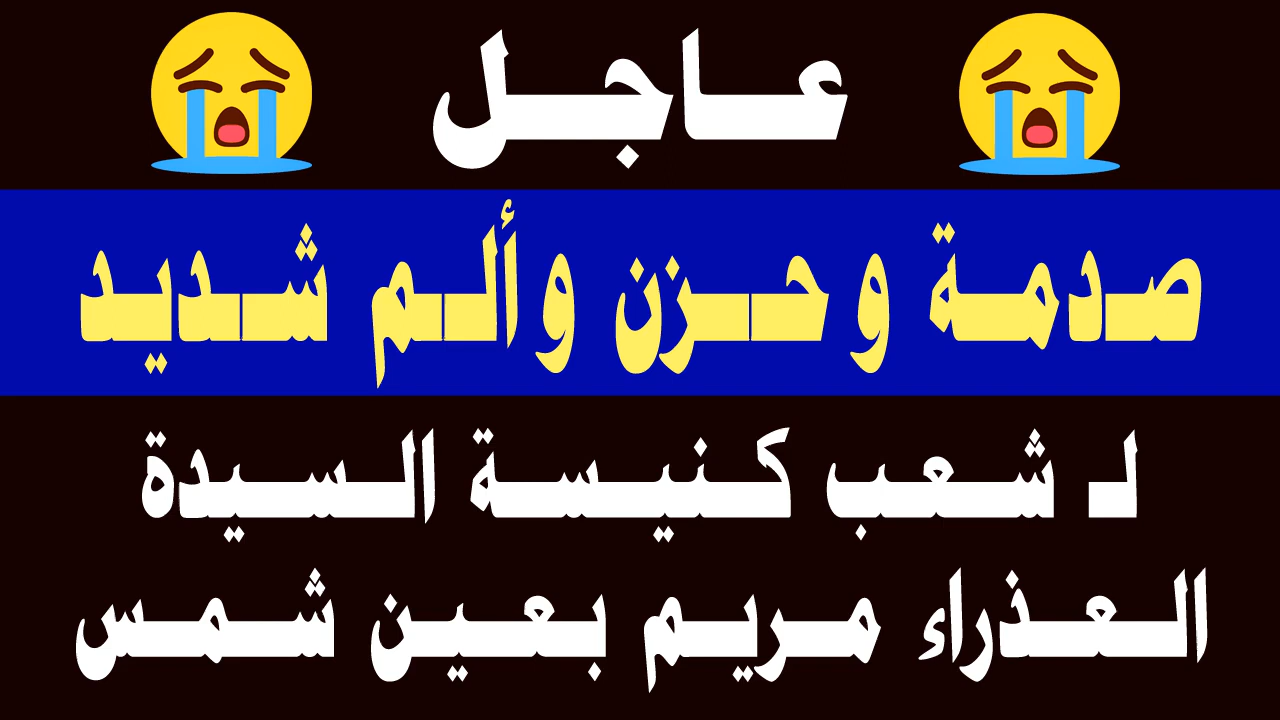 عاجل
صدمة وحزن وألم شديد
لـ شعب كنيسة السيدة
العذراء مريم بعين شمس